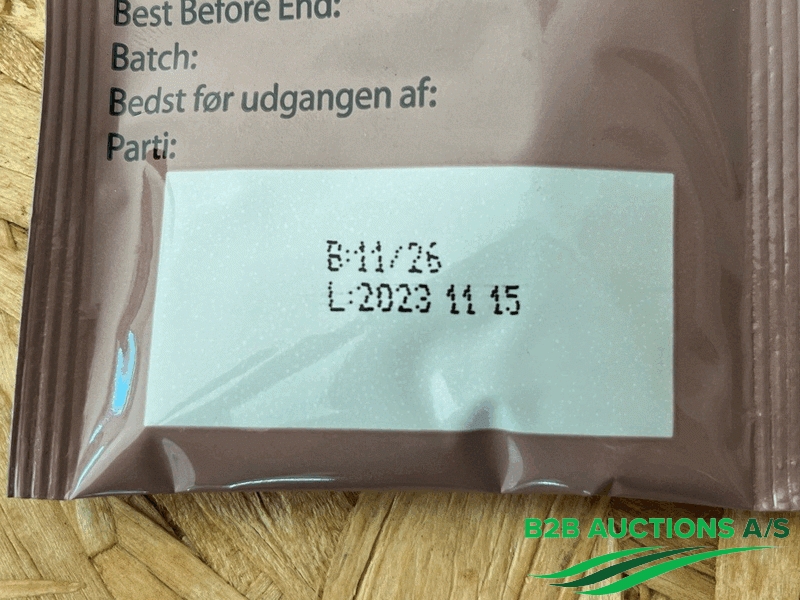 Best Before End:
Batch:
Bedst før udgangen af:
Parti:
B:11/26
L:2023 11 15
B2B AUCTIONS A/S